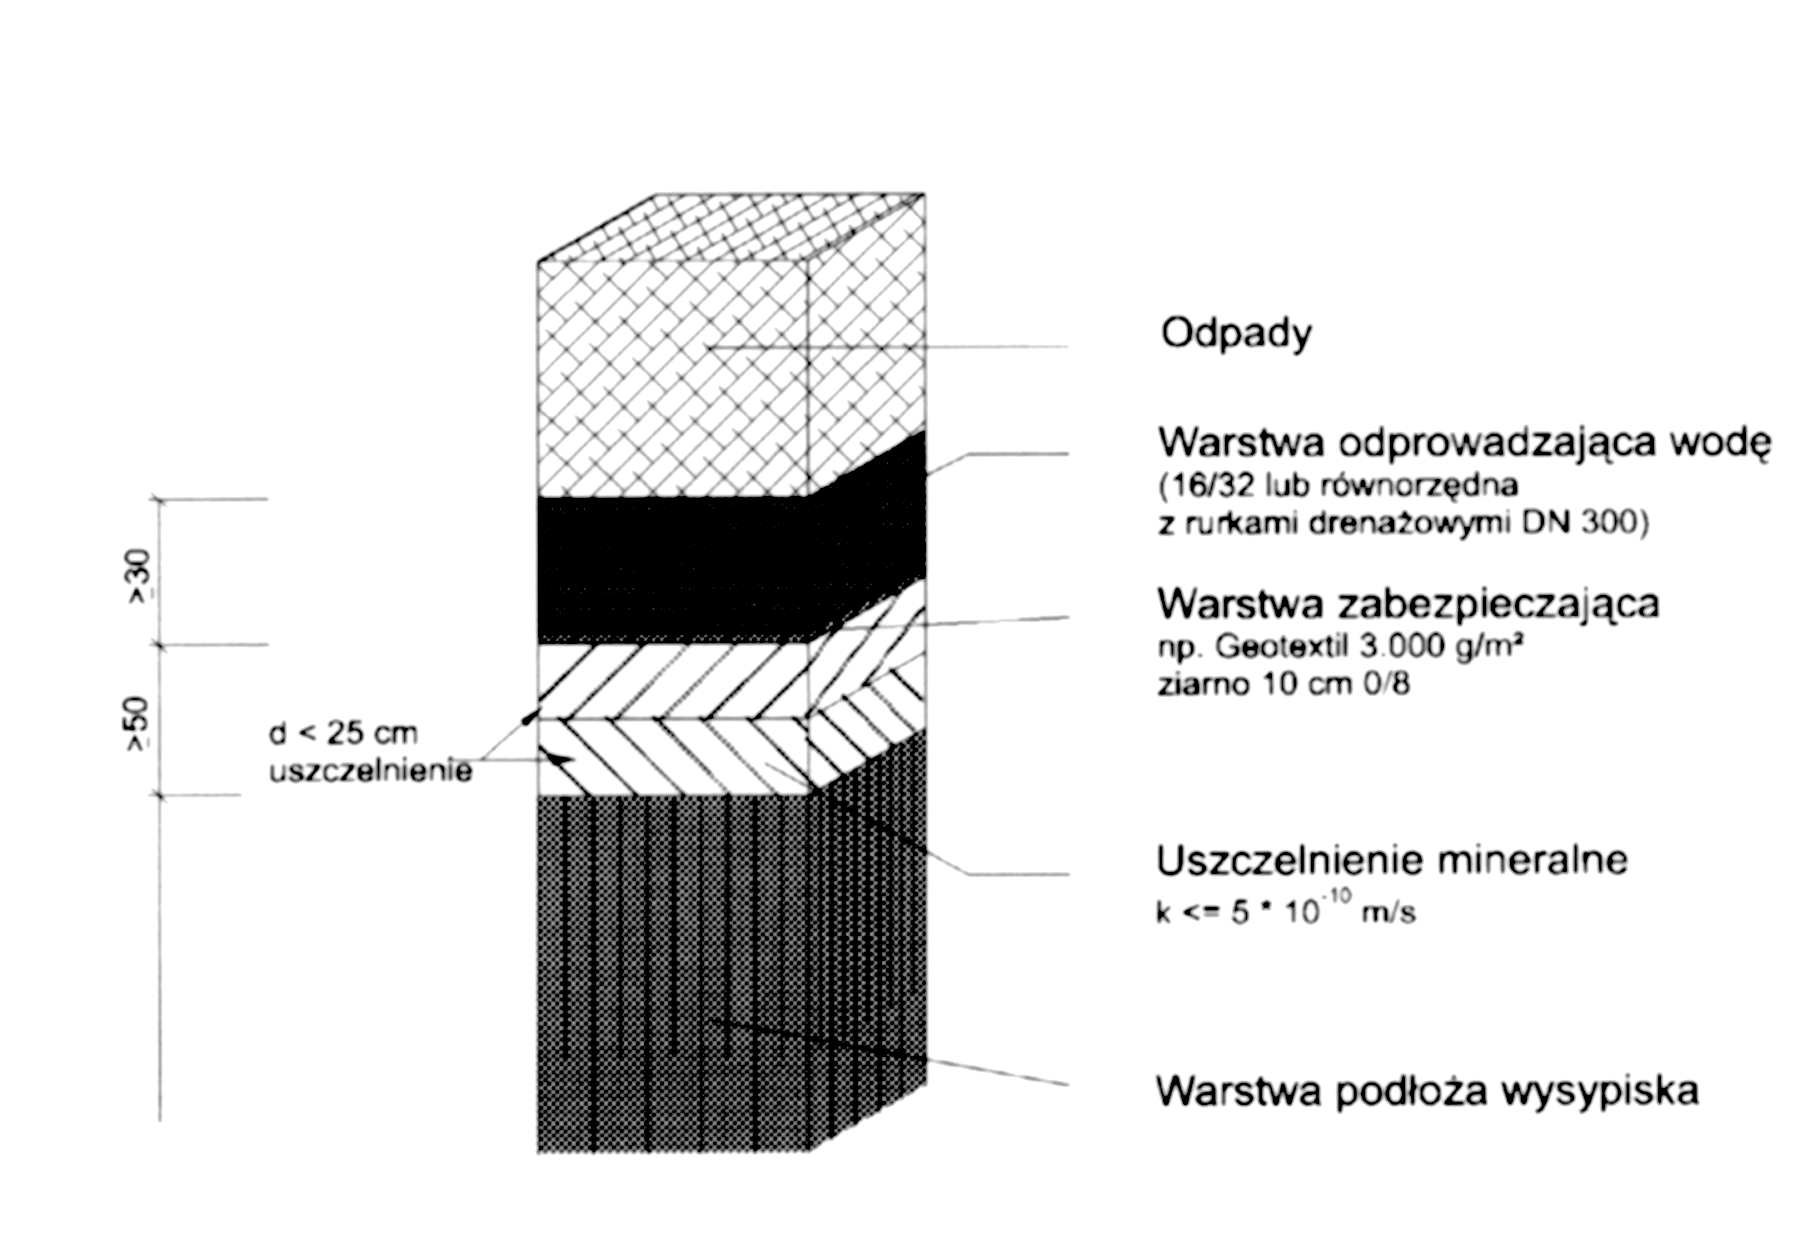 Odpady
Warstwa odprowadzająca wodę
(16/32 lub równorzędna
z rurkami drenażowymi DN 300)
≥30
Warstwa zabezpieczająca
np. Geotextil 3.000 g/m²
ziarno 10 cm 0/8
≥50
d < 25 cm
uszczelnienie
Uszczelnienie mineralne
k <= 5 * 10⁻¹⁰ m/s
Warstwa podłoża wysypiska